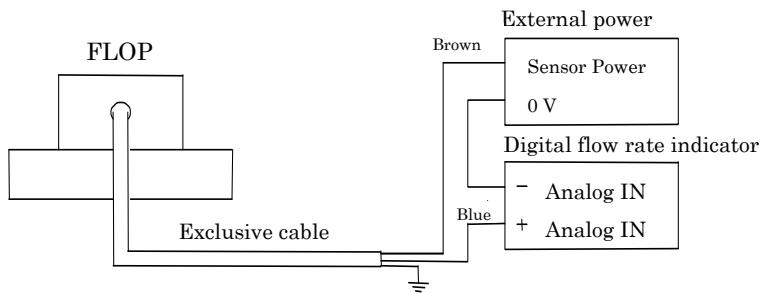 External power
FLOP
Brown
Sensor Power
0 V
Digital flow rate indicator
− Analog IN
Blue
+ Analog IN
Exclusive cable